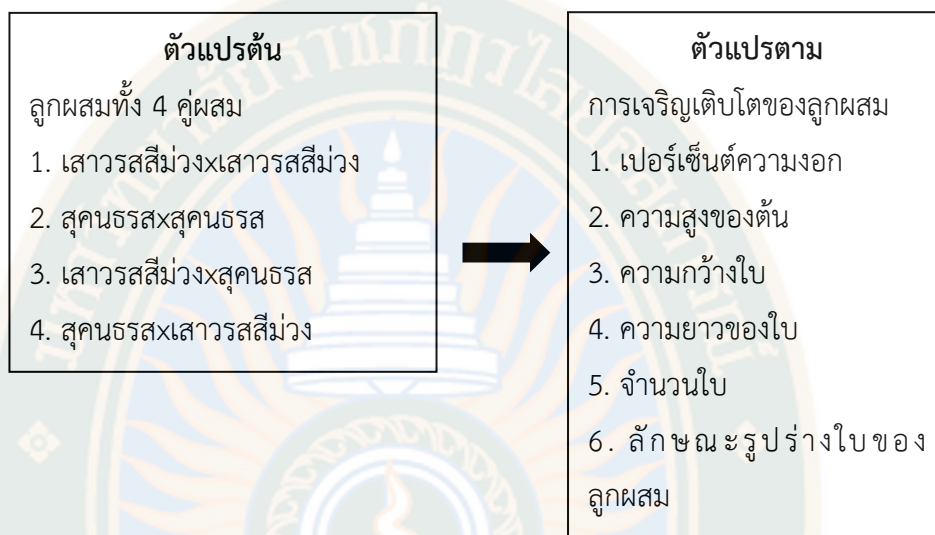 ตัวแปรต้น
ลูกผสมทั้ง 4 คู่ผสม
1. เสาวรสสีม่วงxเสาวรสสีม่วง
2. สุคนธรสxสุคนธรส
3. เสาวรสสีม่วงxสุคนธรส
4. สุคนธรสxเสาวรสสีม่วง
ตัวแปรตาม
การเจริญเติบโตของลูกผสม
1. เปอร์เซ็นต์ความงอก
2. ความสูงของต้น
3. ความกว้างใบ
4. ความยาวของใบ
5. จำนวนใบ
6. ลักษณะรูปร่างใบของ
ลูกผสม